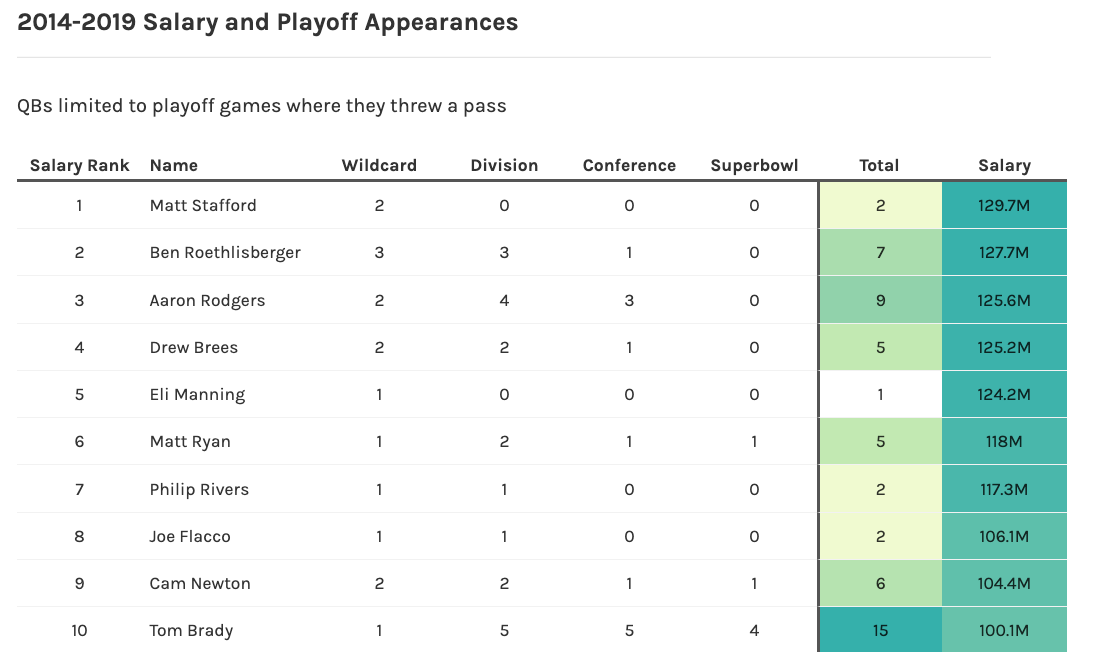 2014-2019 Salary and Playoff Appearances
QBs limited to playoff games where they threw a pass
Salary Rank Name Wildcard Division Conference Superbowl Total Salary
1 Matt Stafford 2 0 0 0 2 129.7M
2 Ben Roethlisberger 3 3 1 0 7 127.7M
3 Aaron Rodgers 2 4 3 0 9 125.6M
4 Drew Brees 2 2 1 0 5 125.2M
5 Eli Manning 1 0 0 0 1 124.2M
6 Matt Ryan 1 2 1 1 5 118M
7 Philip Rivers 1 1 0 0 2 117.3M
8 Joe Flacco 1 1 0 0 2 106.1M
9 Cam Newton 2 2 1 1 6 104.4M
10 Tom Brady 1 5 5 4 15 100.1M